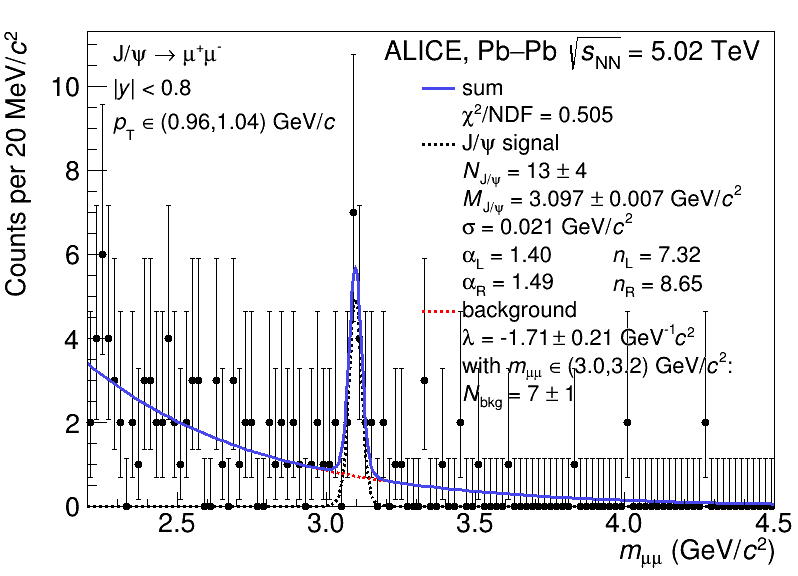 J/ψ → μ⁺μ⁻
|y| < 0.8
p_T ∈ (0.96,1.04) GeV/c
ALICE, Pb–Pb √s_NN = 5.02 TeV
sum
χ²/NDF = 0.505
J/ψ signal
N_J/ψ = 13 ± 4
M_J/ψ = 3.097 ± 0.007 GeV/c²
σ = 0.021 GeV/c²
α_L = 1.40 n_L = 7.32
α_R = 1.49 n_R = 8.65
background
λ = -1.71 ± 0.21 GeV⁻¹c²
with m_μμ ∈ (3.0,3.2) GeV/c²:
N_bkg = 7 ± 1
Counts per 20 MeV/c²
10
8
6
4
2
0
2.5 3.0 3.5 4.0 4.5
m_μμ (GeV/c²)